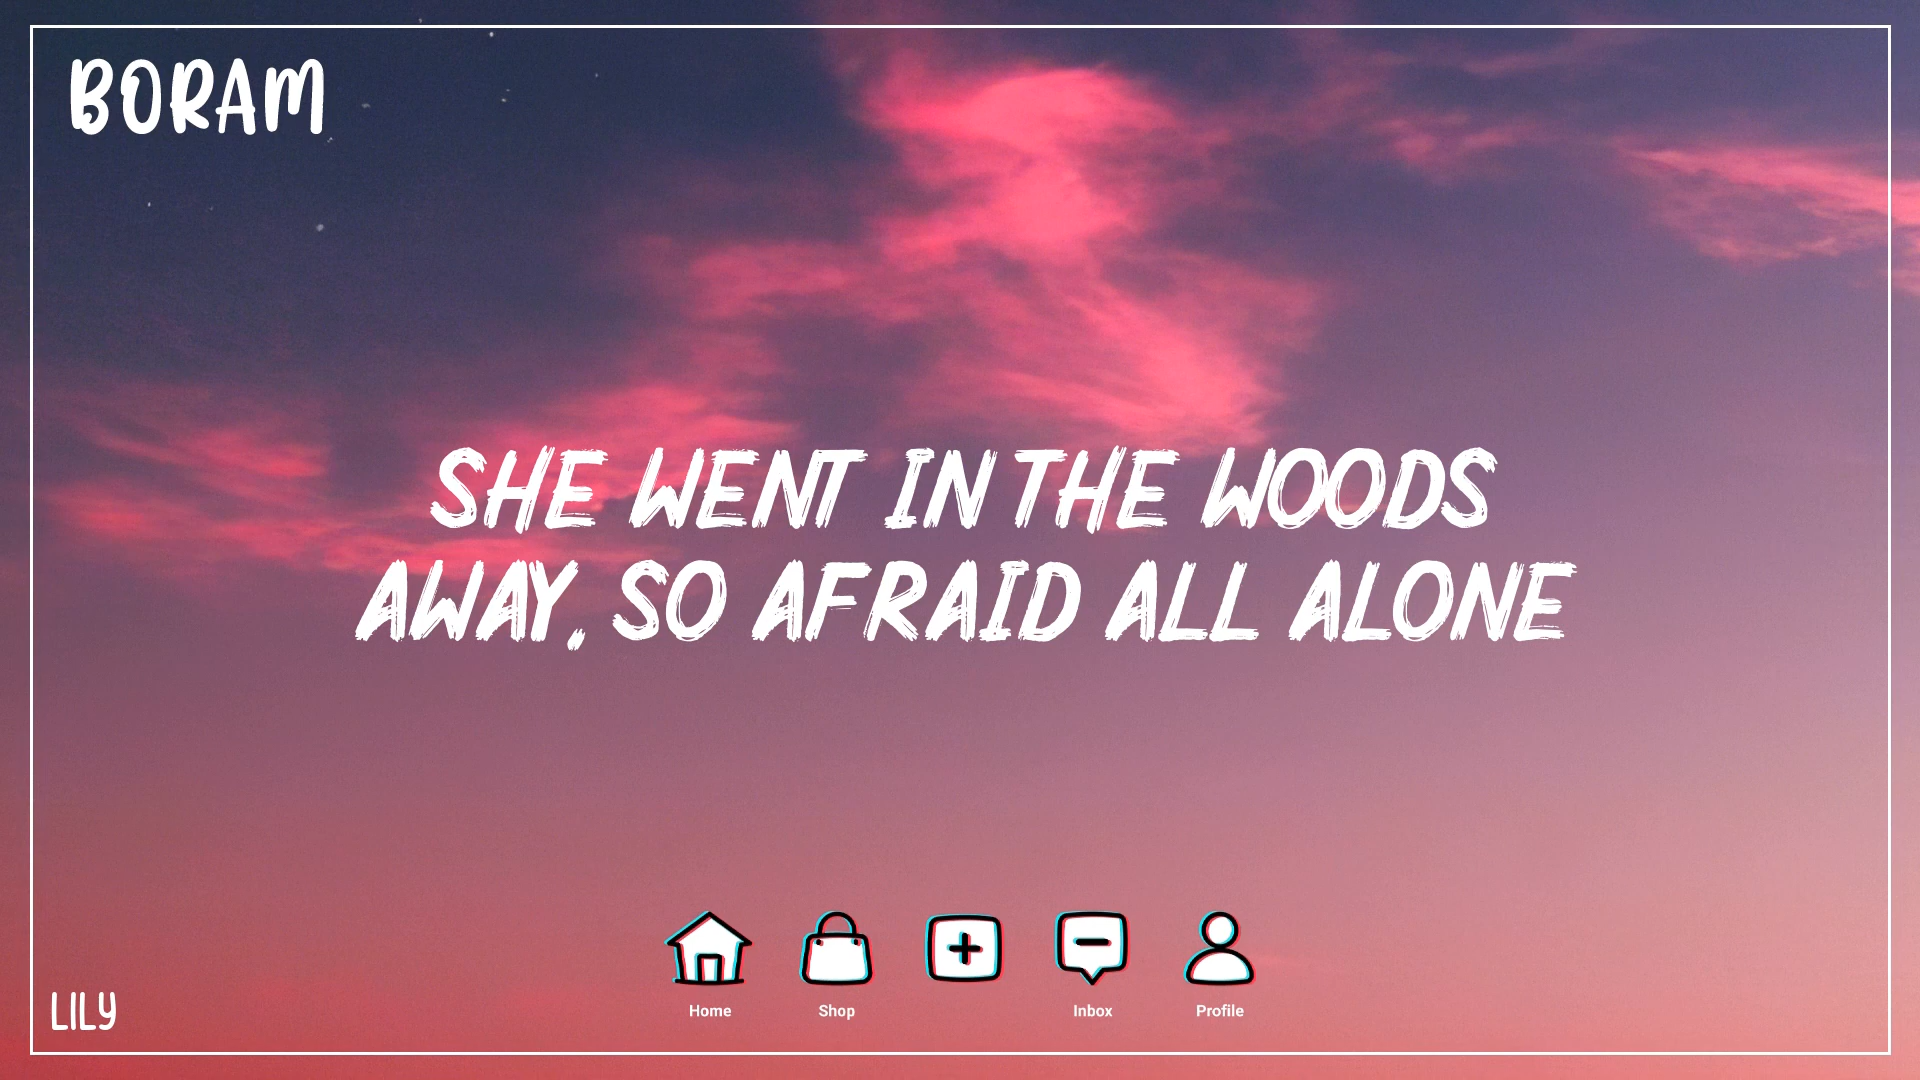 BORAM
SHE WENT IN THE WOODS
AWAY, SO AFRAID ALL ALONE
Home
Shop
Inbox
Profile
LILY